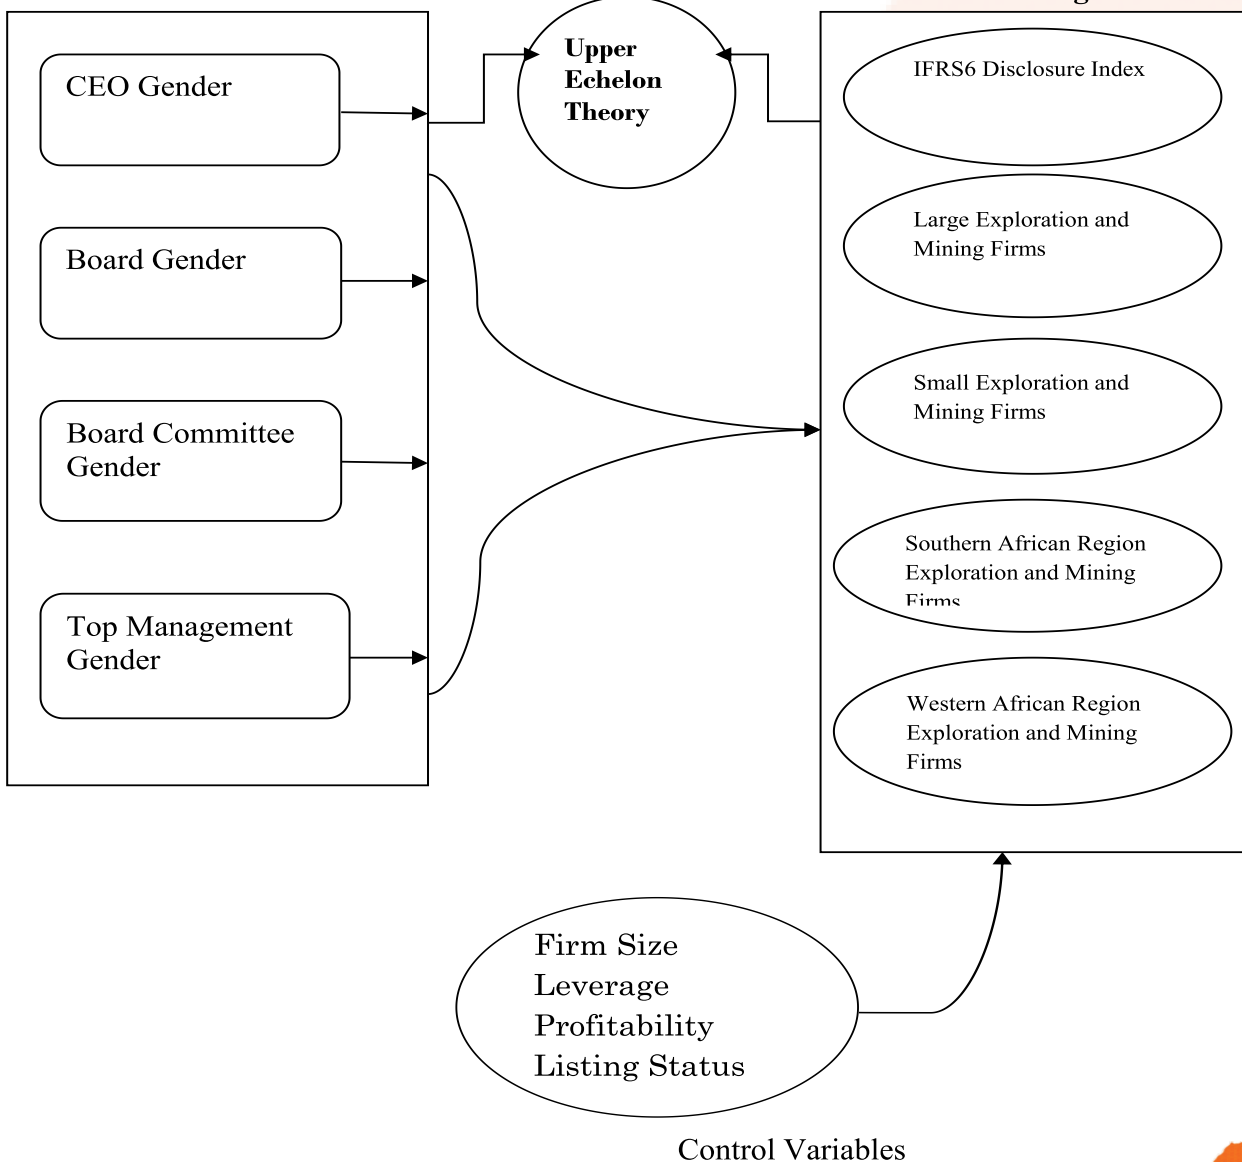 CEO Gender
Board Gender
Board Committee
Gender
Top Management
Gender
Upper
Echelon
Theory
IFRS6 Disclosure Index
Large Exploration and
Mining Firms
Small Exploration and
Mining Firms
Southern African Region
Exploration and Mining
Firms
Western African Region
Exploration and Mining
Firms
Firm Size
Leverage
Profitability
Listing Status
Control Variables